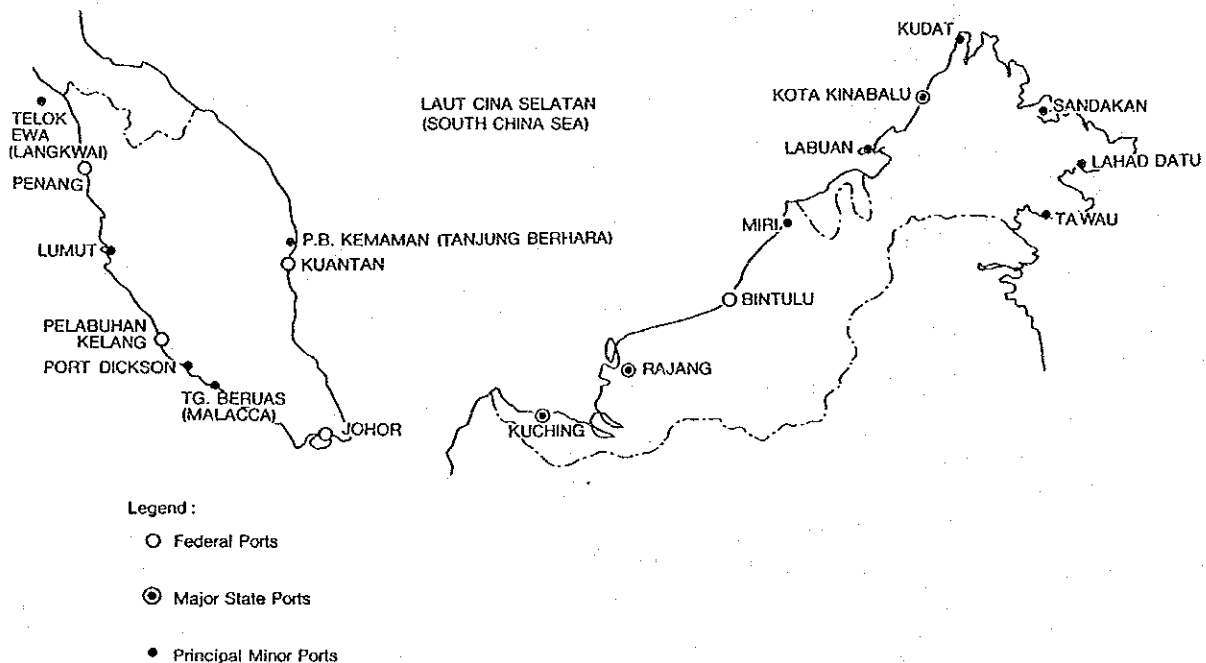 KUDAT
LAUT CINA SELATAN
(SOUTH CHINA SEA)
KOTA KINABALU
TELOK
EWA
(LANGKWAI)
SANDAKAN
LABUAN
LAHAD DATU
PENANG
MIRI
TAWAU
LUMUT
P.B. KEMAMAN (TANJUNG BERHARA)
KUANTAN
BINTULU
PELABUHAN
KELANG
PORT DICKSON
RAJANG
TG. BERUAS
(MALACCA)
JOHOR
KUCHING
Legend :
Federal Ports
Major State Ports
Principal Minor Ports